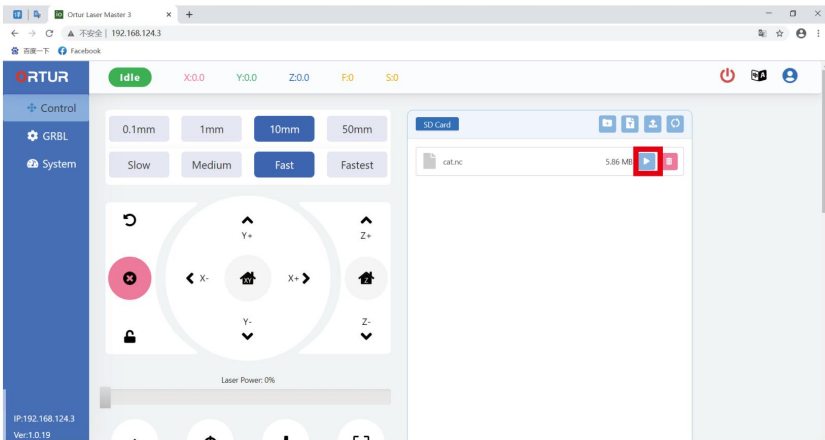 Ortur Laser Master 3
不安全 | 192.168.124.3
百度一下 Facebook
ORTUR
Idle X:0.0 Y:0.0 Z:0.0 F:0 S:0
Control
GRBL
System
0.1mm 1mm 10mm 50mm
Slow Medium Fast Fastest
SD Card
cat.nc 5.86 MB
Y+ Z+
X- XY X+ Z
Y- Z-
Laser Power: 0%
IP:192.168.124.3
Ver:1.0.19